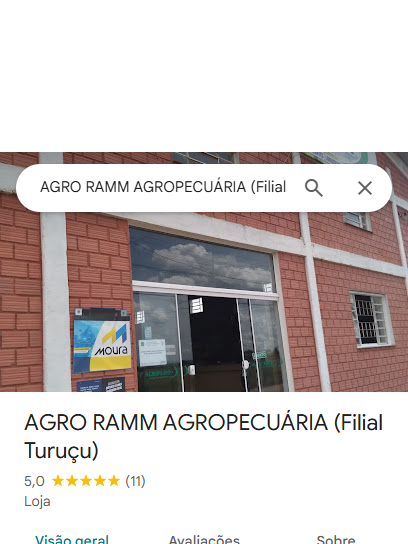 AGRO RAMM AGROPECUÁRIA (Filial
moura
AGRO RAMM AGROPECUÁRIA (Filial
Turuçu)
5,0 ★★★★★ (11)
Loja
Visão geral Avaliações Sobre